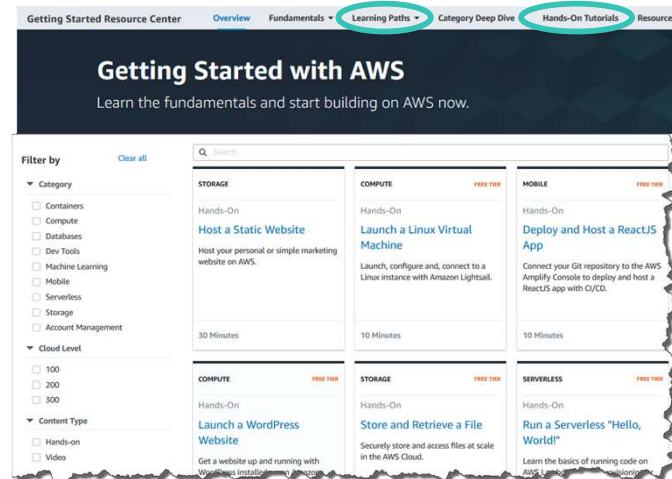 Getting Started Resource Center
Overview
Fundamentals
Learning Paths
Category Deep Dive
Hands-On Tutorials
Resource
Getting Started with AWS
Learn the fundamentals and start building on AWS now.
Filter by
Clear all
Category
Containers
Compute
Databases
Dev Tools
Machine Learning
Mobile
Serverless
Storage
Account Management
Cloud Level
100
200
300
Content Type
Hands-on
Video
Search
STORAGE
Hands-On
Host a Static Website
Host your personal or simple marketing
website on AWS.
30 Minutes
COMPUTE
FREE TIER
Hands-On
Launch a Linux Virtual
Machine
Launch, configure and, connect to a
Linux instance with Amazon Lightsail.
10 Minutes
MOBILE
FREE TIER
Hands-On
Deploy and Host a ReactJS
App
Connect your Git repository to the AWS
Amplify Console to deploy and host a
ReactJS app with CI/CD.
10 Minutes
COMPUTE
FREE TIER
Hands-On
Launch a WordPress
Website
Get a website up and running with
WordPress installed on an Amazon
STORAGE
FREE TIER
Hands-On
Store and Retrieve a File
Securely store and access files at scale
in the AWS Cloud.
SERVERLESS
FREE TIER
Hands-On
Run a Serverless "Hello,
World!"
Learn the basics of running code on
AWS